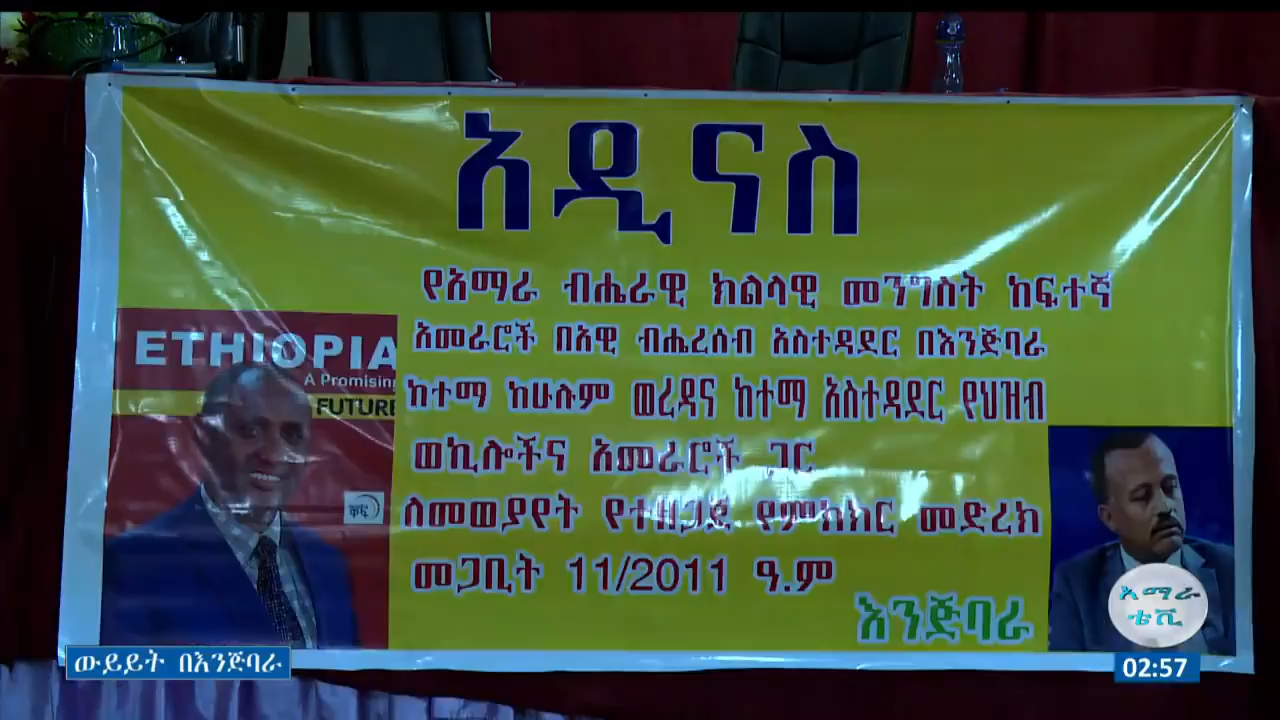 አዲናስ
የአማራ ብሔራዊ ክልላዊ መንግስት ከፍተኛ
አመራሮች በአዊ ብሔረሰብ አስተዳደር በእንጅባራ
ከተማ ከሁሉም ወረዳና ከተማ አስተዳደር የህዝብ
ወኪሎችና አመራሮች ጋር
ለመወያየት የተዘጋጀ የምክክር መድረክ
መጋቢት 11/2011 ዓ.ም
እንጅባራ
ETHIOPIA
A Promising
FUTURE
አማራ
ቴቪ
ውይይት በእንጅባራ
02:57